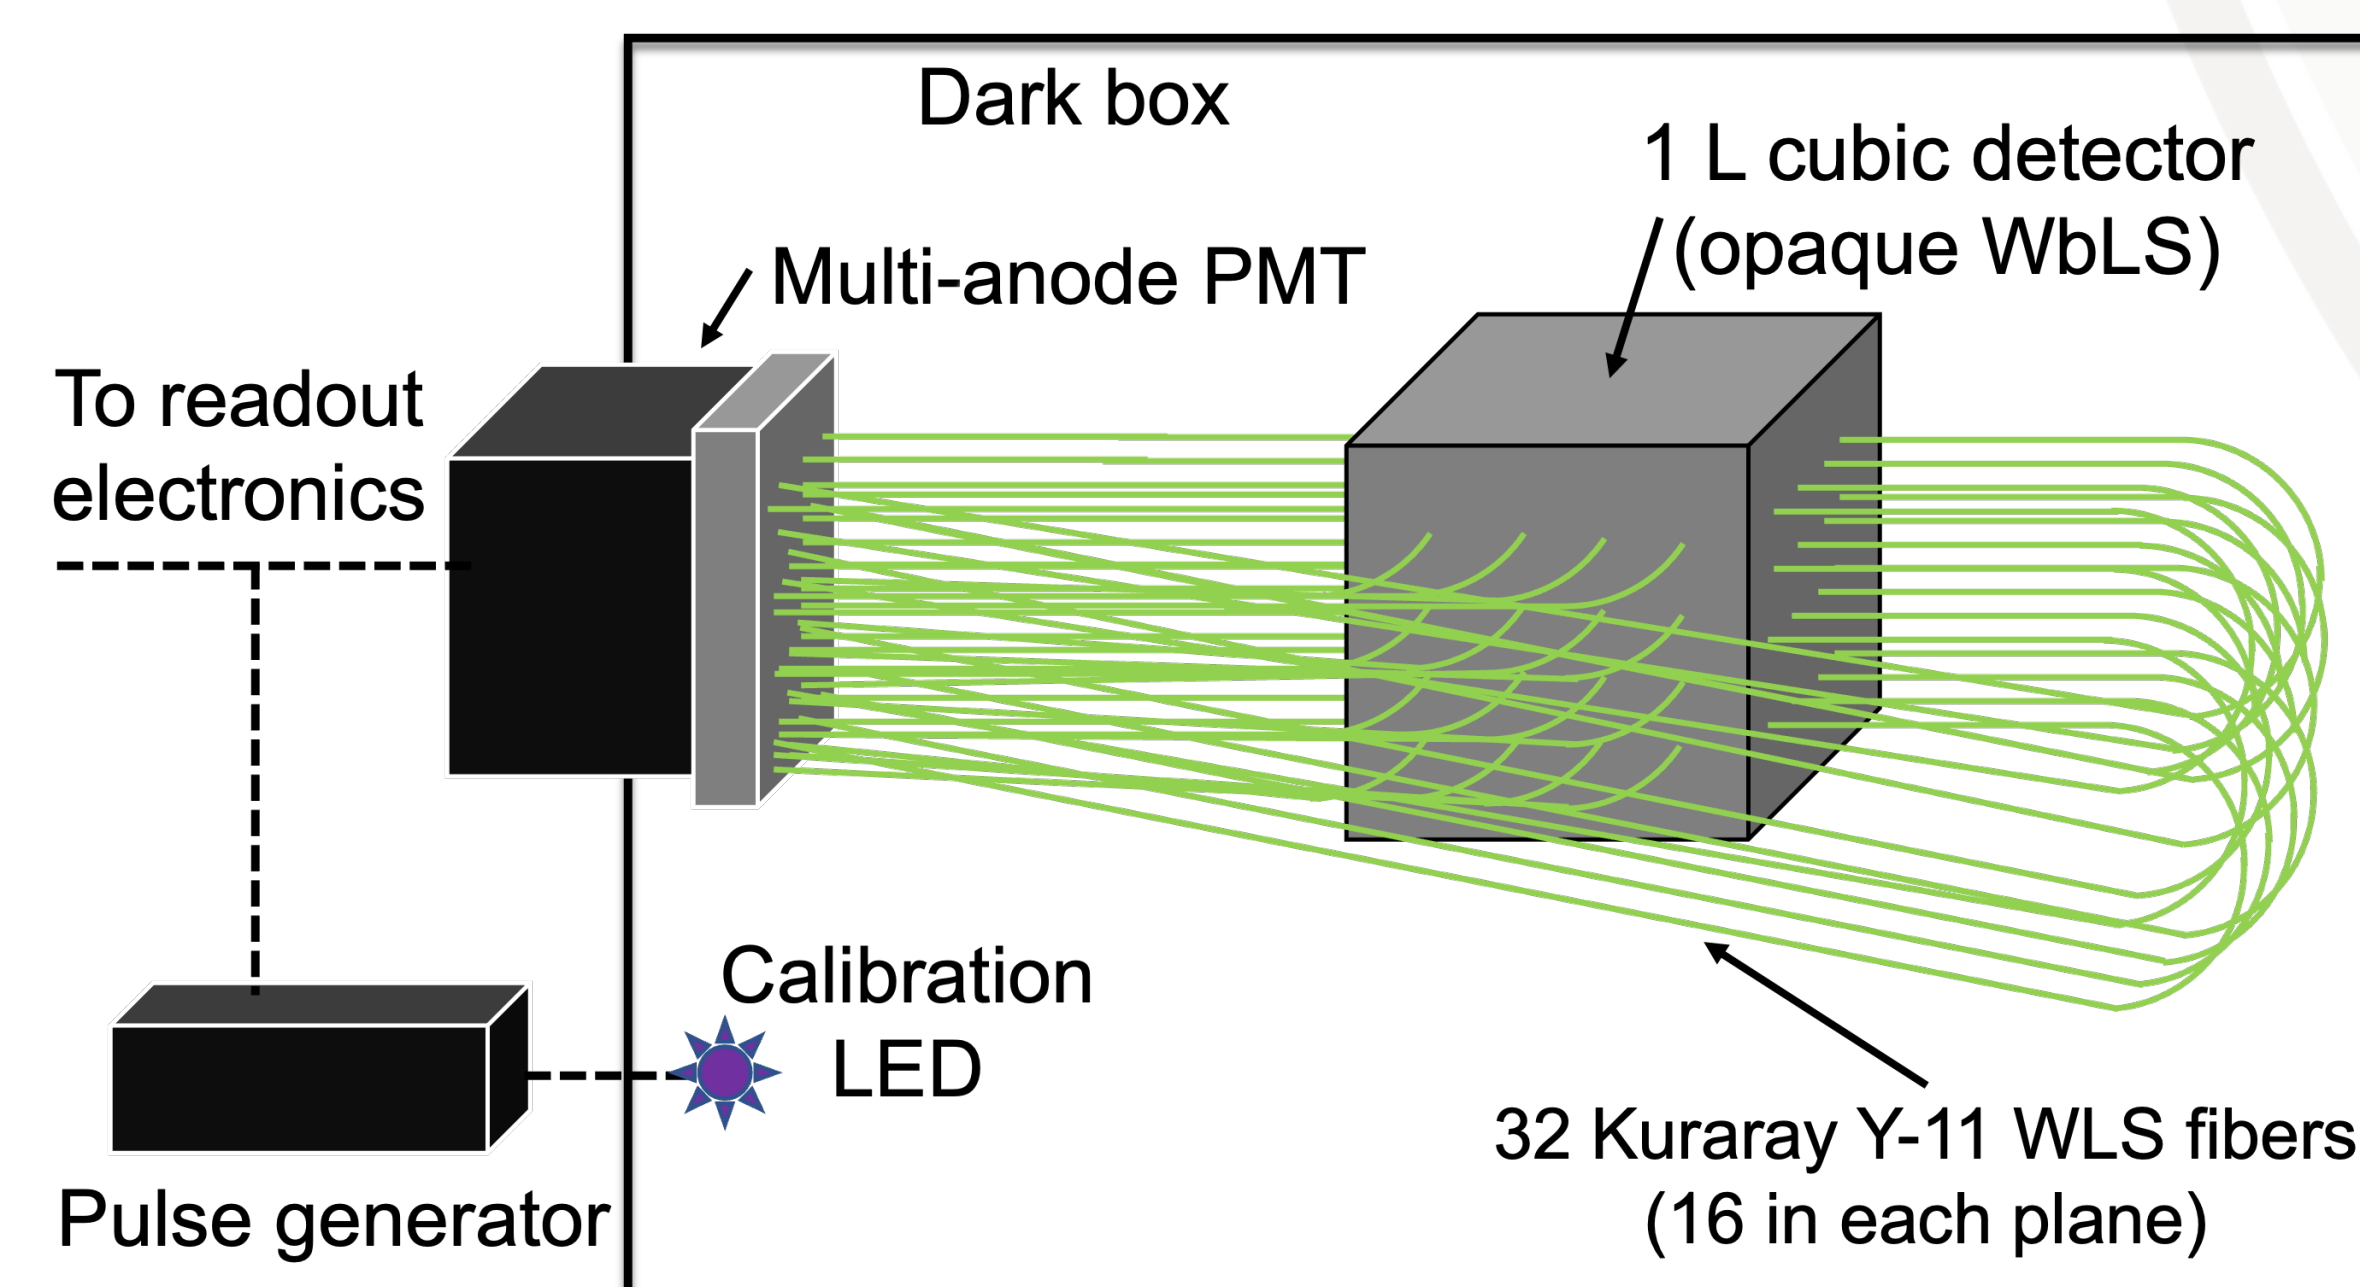 Dark box
1 L cubic detector
(opaque WbLS)
Multi-anode PMT
To readout
electronics
Calibration
LED
32 Kuraray Y-11 WLS fibers
(16 in each plane)
Pulse generator